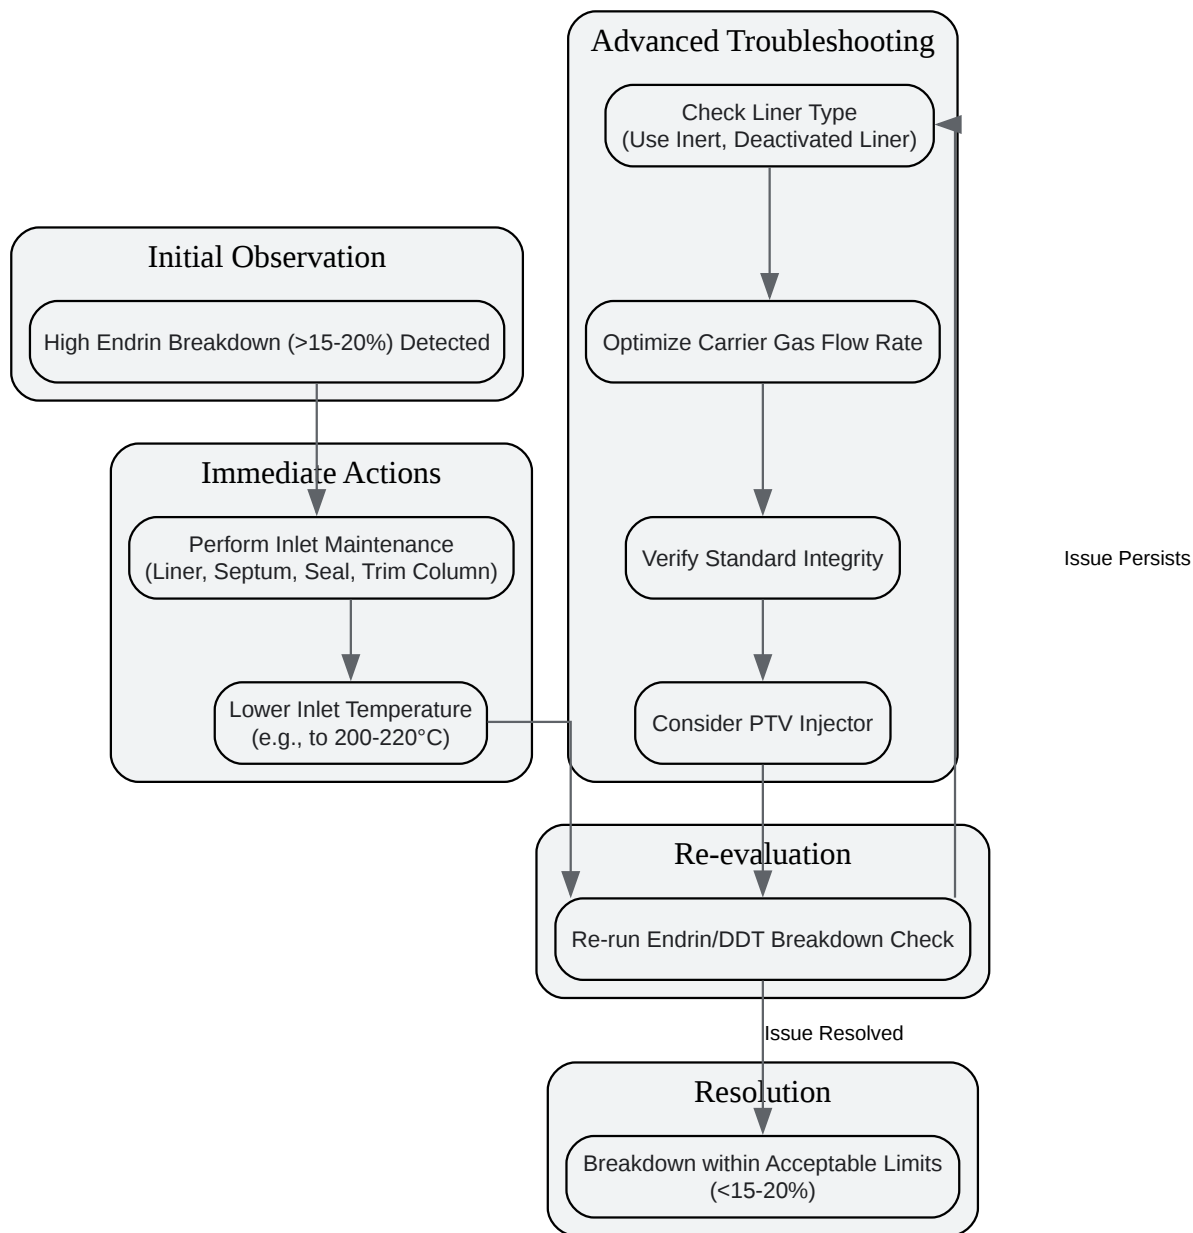 Advanced Troubleshooting
Check Liner Type
(Use Inert, Deactivated Liner)
Initial Observation
High Endrin Breakdown (>15-20%) Detected
Optimize Carrier Gas Flow Rate
Immediate Actions
Perform Inlet Maintenance
(Liner, Septum, Seal, Trim Column)
Verify Standard Integrity
Issue Persists
Lower Inlet Temperature
(e.g., to 200-220°C)
Consider PTV Injector
Re-evaluation
Re-run Endrin/DDT Breakdown Check
Issue Resolved
Resolution
Breakdown within Acceptable Limits
(<15-20%)